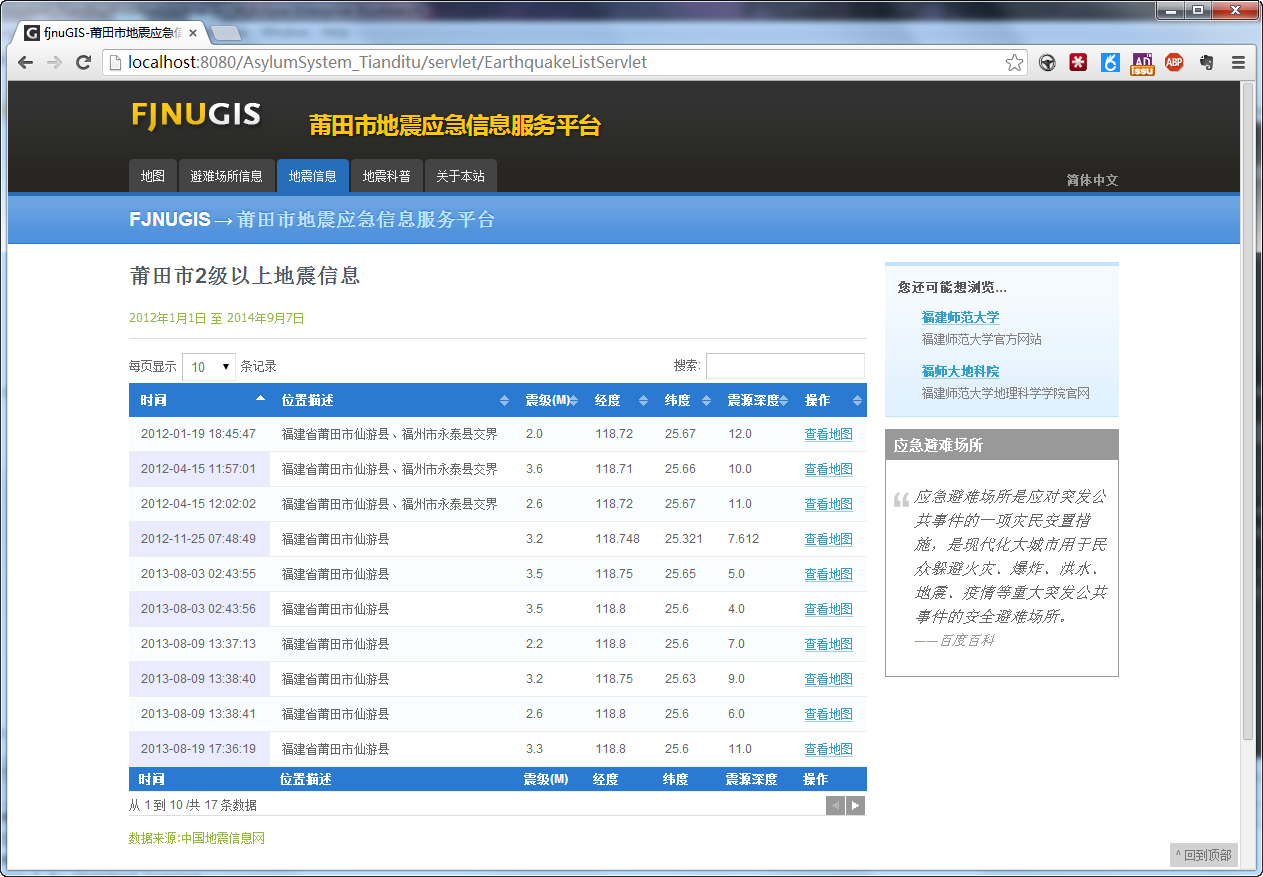 fjnuGIS-莆田市地震应急信
localhost:8080/AsylumSystem_Tianditu/servlet/EarthquakeListServlet
FJNUGIS
莆田市地震应急信息服务平台
地图 避难场所信息 地震信息 地震科普 关于本站
简体中文
FJNUGIS → 莆田市地震应急信息服务平台
莆田市2级以上地震信息
2012年1月1日 至 2014年9月7日
每页显示 10 条记录 搜索:
时间 位置描述 震级(M) 经度 纬度 震源深度 操作
2012-01-19 18:45:47 福建省莆田市仙游县、福州市永泰县交界 2.0 118.72 25.67 12.0 查看地图
2012-04-15 11:57:01 福建省莆田市仙游县、福州市永泰县交界 3.6 118.71 25.66 10.0 查看地图
2012-04-15 12:02:02 福建省莆田市仙游县、福州市永泰县交界 2.6 118.72 25.67 11.0 查看地图
2012-11-25 07:48:49 福建省莆田市仙游县 3.2 118.748 25.321 7.612 查看地图
2013-08-03 02:43:55 福建省莆田市仙游县 3.5 118.75 25.65 5.0 查看地图
2013-08-03 02:43:56 福建省莆田市仙游县 3.5 118.8 25.6 4.0 查看地图
2013-08-09 13:37:13 福建省莆田市仙游县 2.2 118.8 25.6 7.0 查看地图
2013-08-09 13:38:40 福建省莆田市仙游县 3.2 118.75 25.63 9.0 查看地图
2013-08-09 13:38:41 福建省莆田市仙游县 2.6 118.8 25.6 6.0 查看地图
2013-08-19 17:36:19 福建省莆田市仙游县 3.3 118.8 25.6 11.0 查看地图
时间 位置描述 震级(M) 经度 纬度 震源深度 操作
从 1 到 10 /共 17 条数据
数据来源:中国地震信息网
您还可能想浏览...
福建师范大学
福建师范大学官方网站
福师大地科院
福建师范大学地理科学学院官网
应急避难场所
“应急避难场所是应对突发公
共事件的一项灾民安置措
施，是现代化大城市用于民
众躲避火灾、爆炸、洪水、
地震、疫情等重大突发公共
事件的安全避难场所。
——百度百科
^ 回到顶部